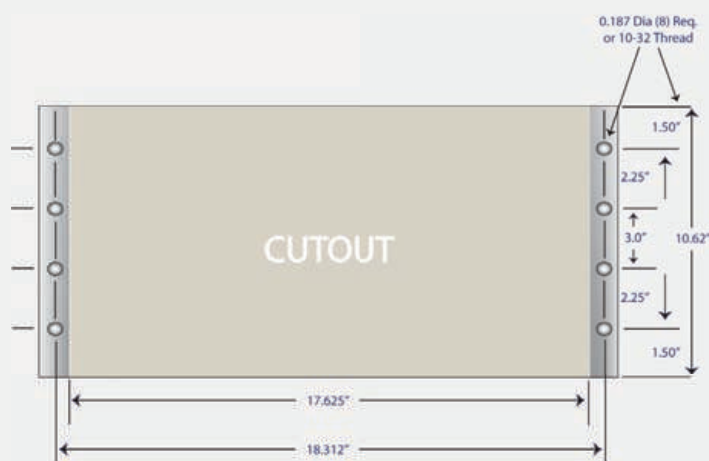 0.187 Dia (8) Req.
or 10-32 Thread
1.50"
2.25"
CUTOUT
3.0"
10.62"
2.25"
1.50"
17.625"
18.312"